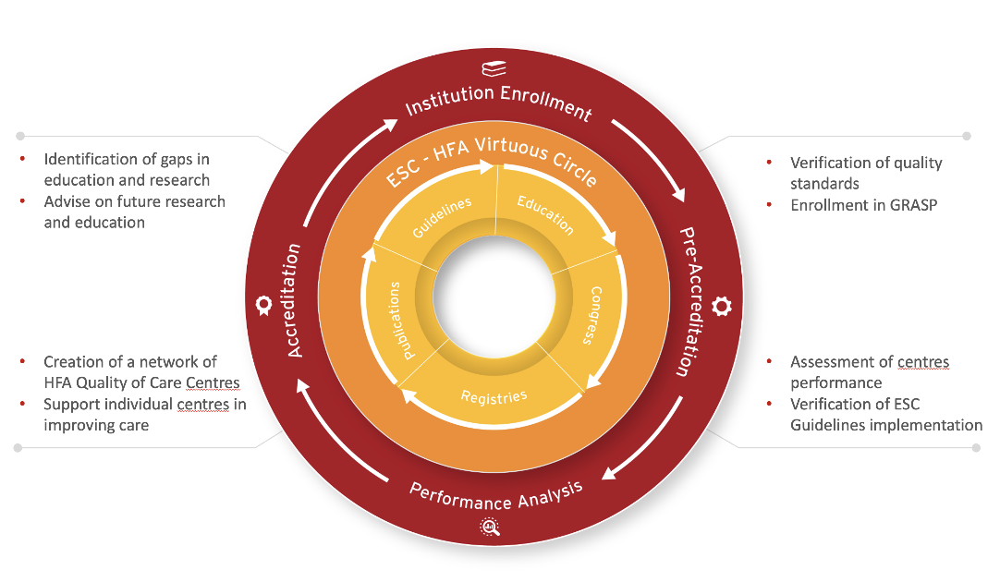 Institution Enrollment
ESC - HFA Virtuous Circle
• Identification of gaps in
education and research
• Advise on future research
and education
• Verification of quality
standards
• Enrollment in GRASP
Guidelines
Education
Pre-Accreditation
Accreditation
Publications
Congress
Registries
• Creation of a network of
HFA Quality of Care Centres
• Support individual centres in
improving care
• Assessment of centres
performance
• Verification of ESC
Guidelines implementation
Performance Analysis